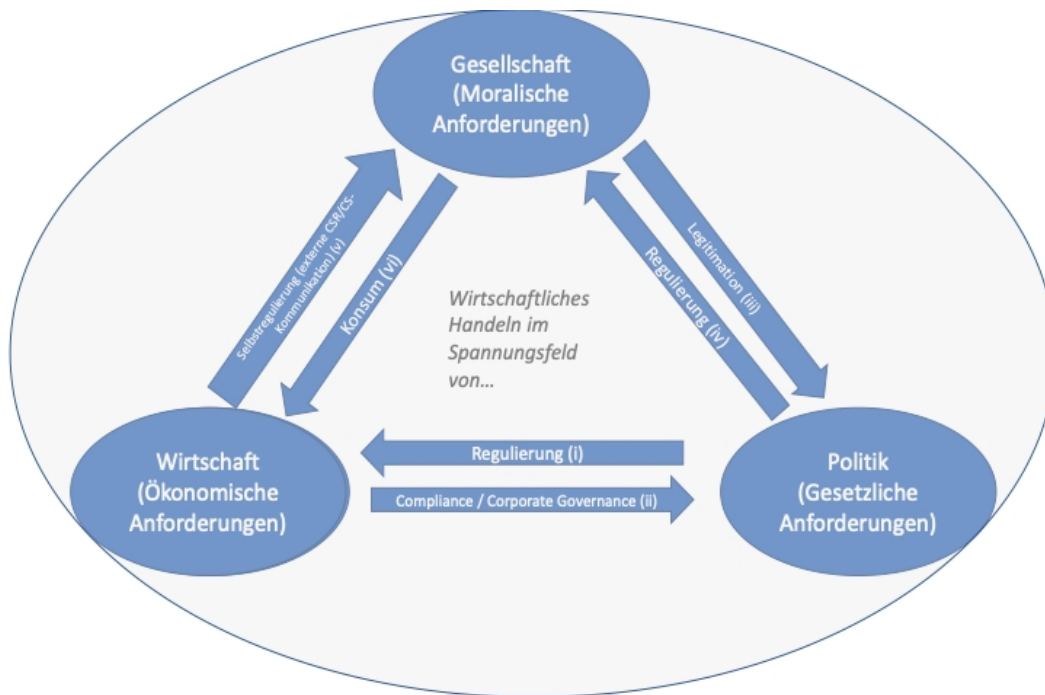 Gesellschaft
(Moralische
Anforderungen)
Selbstregulierung (externe CSR/CS-
Kommunikation) (v)
Konsum (vi)
Wirtschaftliches
Handeln im
Spannungsfeld
von...
Regulierung (iv)
Legitimation (iii)
Wirtschaft
(Ökonomische
Anforderungen)
Regulierung (i)
Compliance / Corporate Governance (ii)
Politik
(Gesetzliche
Anforderungen)